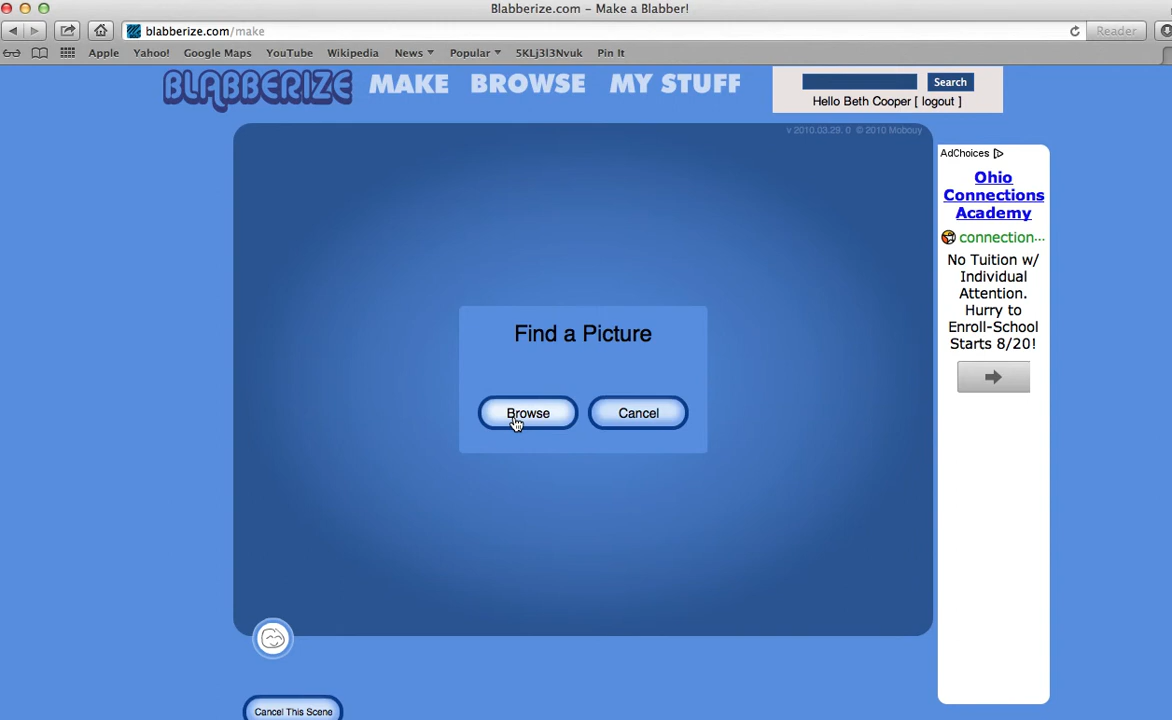 Blabberize.com – Make a Blabber!
blabberize.com/make
Reader
Apple Yahoo! Google Maps YouTube Wikipedia News Popular 5KLj3I3Nvuk Pin It
BLABBERIZE MAKE BROWSE MY STUFF
Search
Hello Beth Cooper [ logout ]
v 2010.03.29. 0 © 2010 Mobouy
AdChoices
Ohio
Connections
Academy
connection...
No Tuition w/
Individual
Attention.
Hurry to
Enroll-School
Starts 8/20!
Find a Picture
Browse Cancel
Cancel This Scene